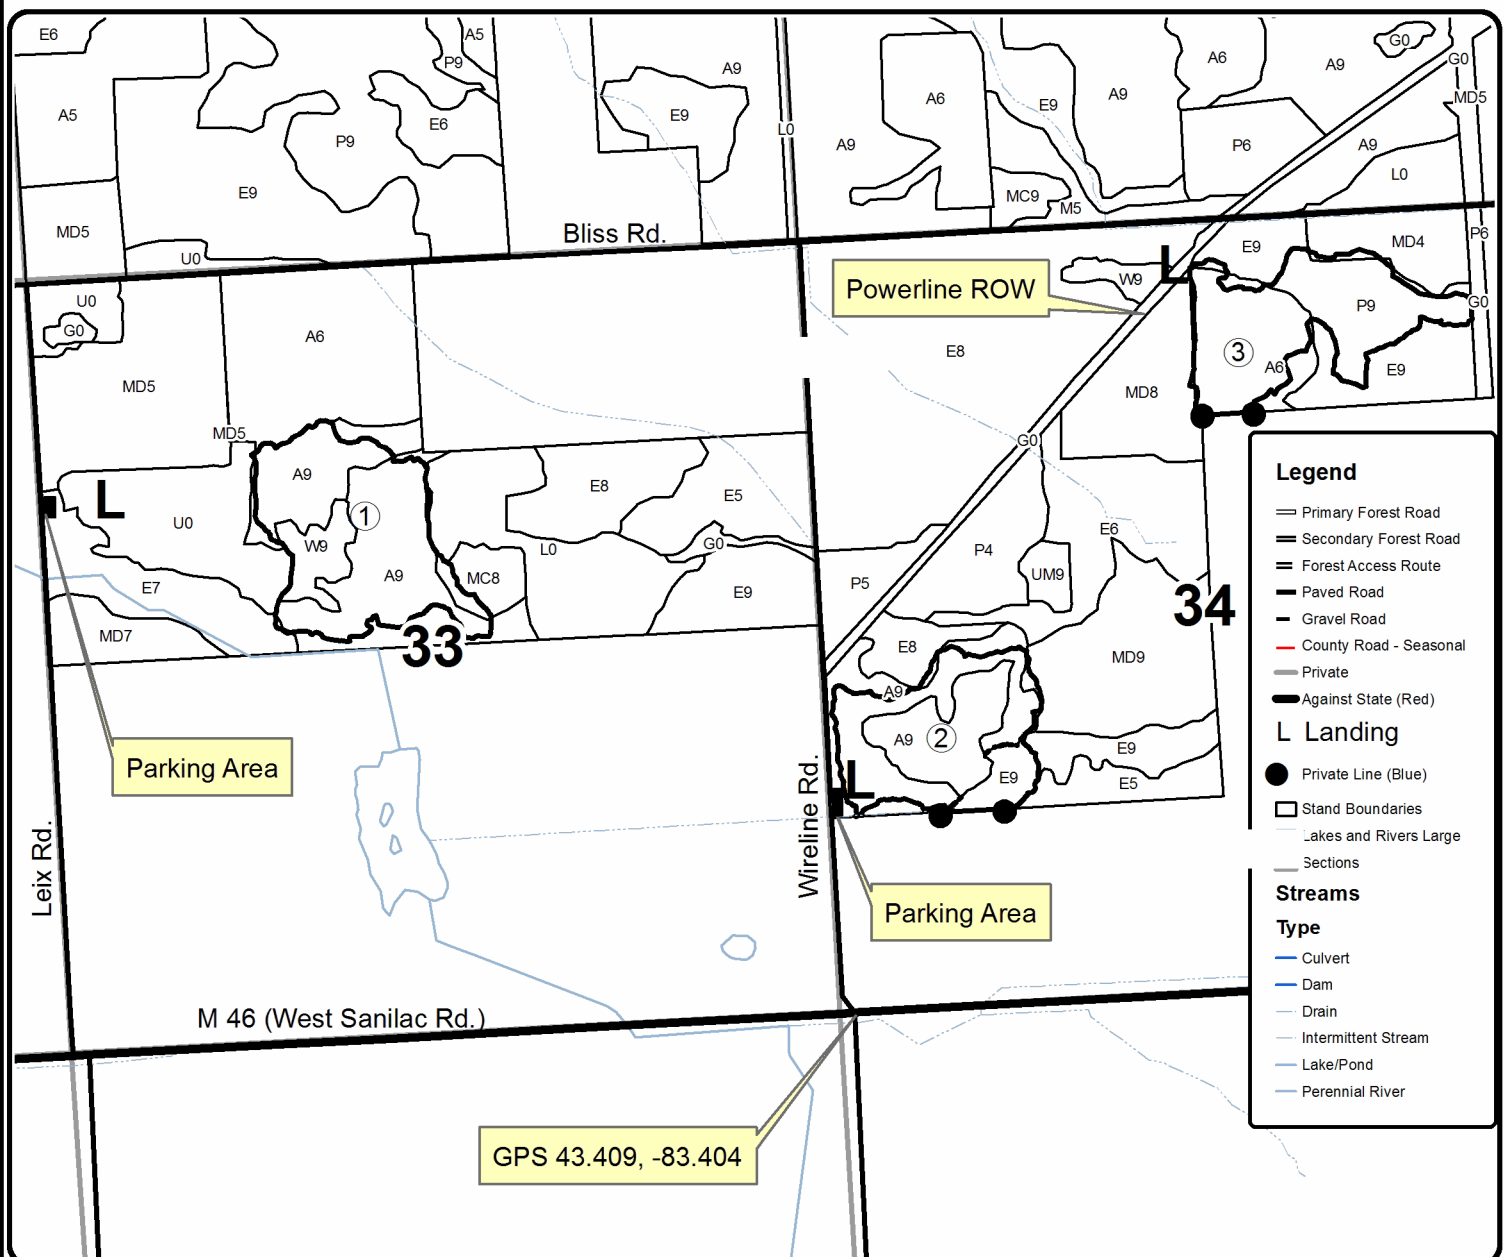 E6
A5
P9
A9
A6
A9
G0
G0
A5
P9
E6
E9
L0
A6
E9
A9
MD5
A9
P6
A9
E9
L0
MC9
M5
MD5
Bliss Rd.
U0
E9
MD4
P6
L
W9
Powerline ROW
U0
G0
A6
P9
G0
E8
3
A6
E9
MD5
MD8
MD5
G0
A9
1
E8
E5
L
U0
W9
L0
G0
E6
P4
A9
MC8
E7
E9
P5
UM9
34
MD7
33
E8
MD9
A9
A9
2
E9
E9
E5
L
Parking Area
Wireline Rd.
Leix Rd.
Parking Area
M 46 (West Sanilac Rd.)
GPS 43.409, -83.404
Legend
Primary Forest Road
Secondary Forest Road
Forest Access Route
Paved Road
Gravel Road
County Road - Seasonal
Private
Against State (Red)
L Landing
Private Line (Blue)
Stand Boundaries
Lakes and Rivers Large
Sections
Streams
Type
Culvert
Dam
Drain
Intermittent Stream
Lake/Pond
Perennial River